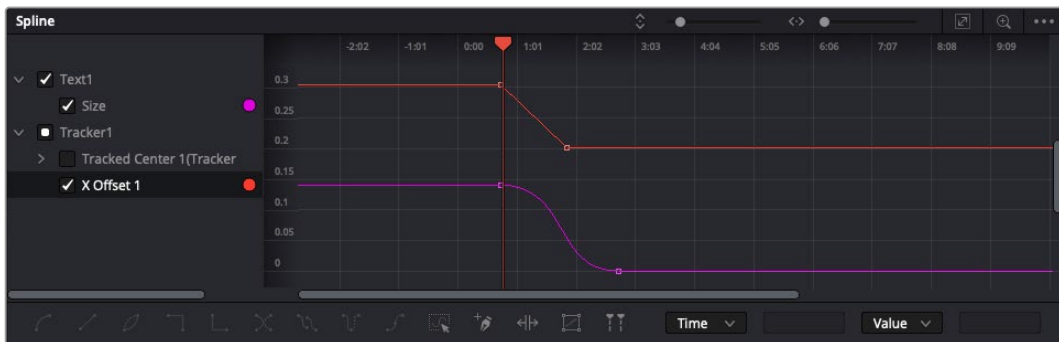 Spline
-2:02 -1:01 0:00 1:01 2:02 3:03 4:04 5:05 6:06 7:07 8:08 9:09
Text1
Size
Tracker1
Tracked Center 1(Tracker
X Offset 1
0.3
0.25
0.2
0.15
0.1
0.05
0
Time
Value